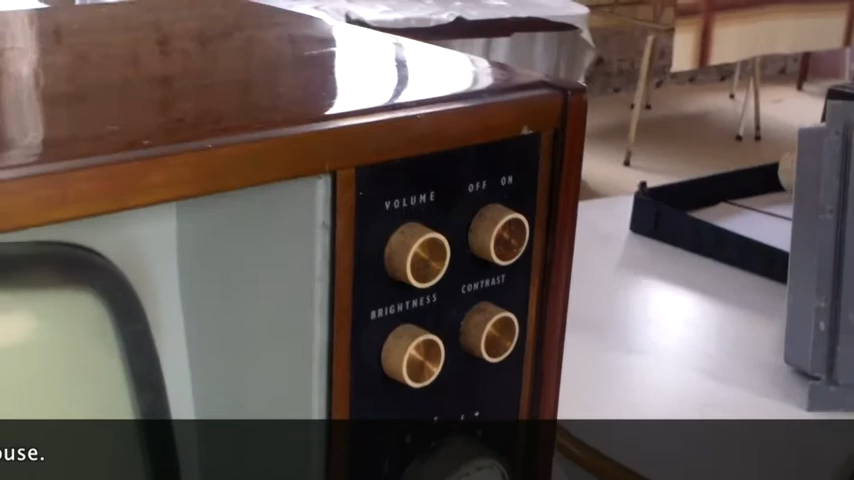 VOLUME
OFF ON
BRIGHTNESS
CONTRAST
ouse.